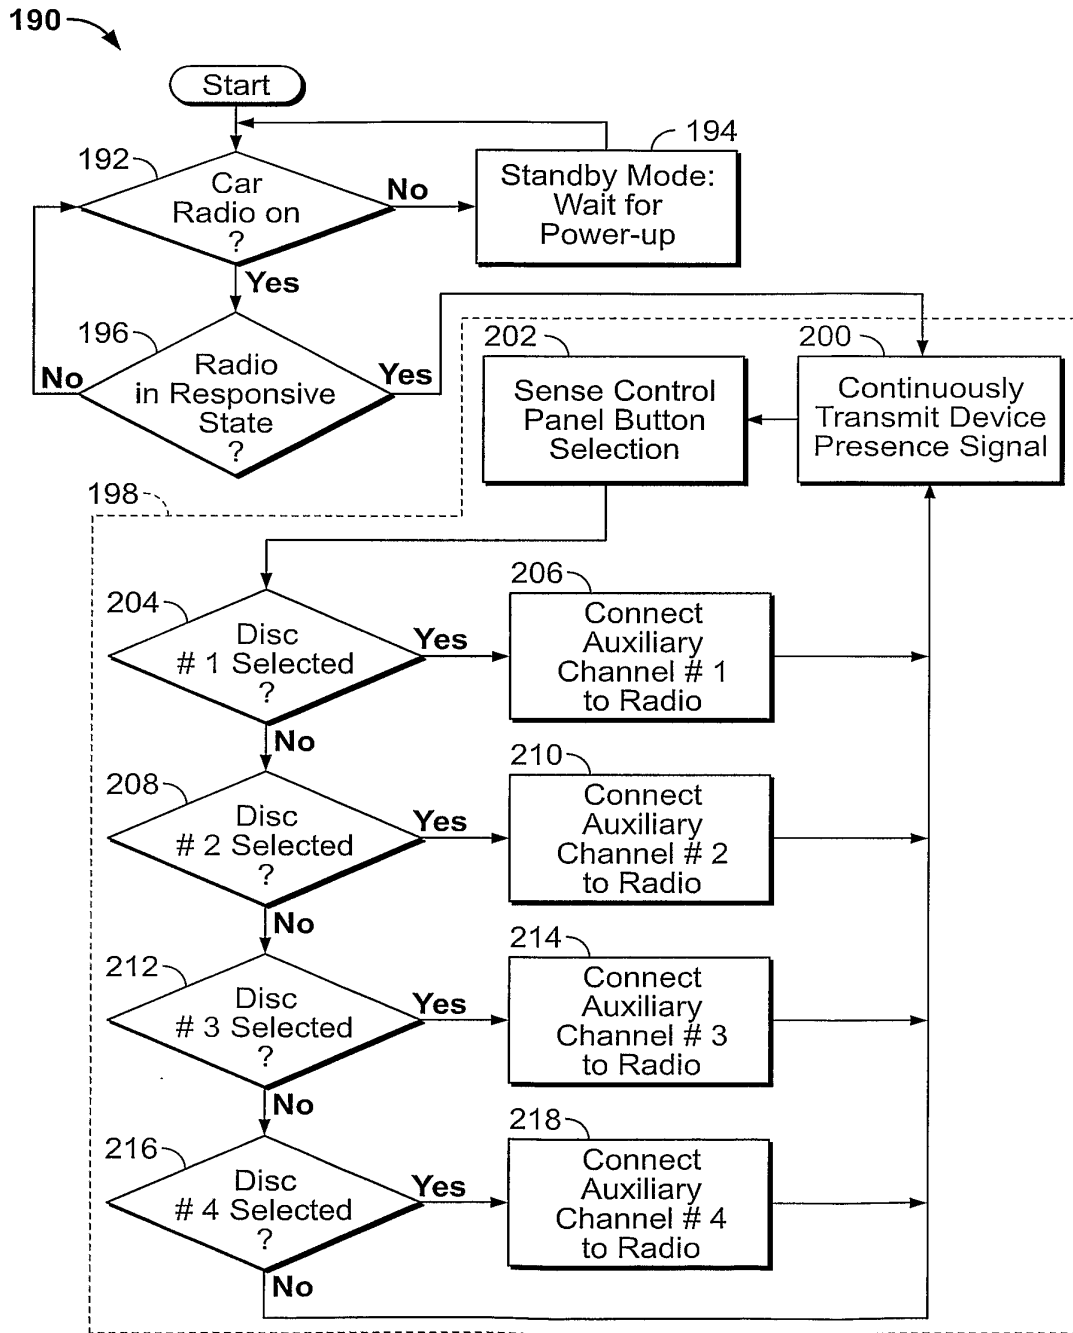 190
Start
192
Car
Radio on
?
No
194
Standby Mode:
Wait for
Power-up
Yes
196
Radio
in Responsive
State
?
No
Yes
202
Sense Control
Panel Button
Selection
200
Continuously
Transmit Device
Presence Signal
198
204
Disc
# 1 Selected
?
Yes
206
Connect
Auxiliary
Channel # 1
to Radio
No
208
Disc
# 2 Selected
?
Yes
210
Connect
Auxiliary
Channel # 2
to Radio
No
212
Disc
# 3 Selected
?
Yes
214
Connect
Auxiliary
Channel # 3
to Radio
No
216
Disc
# 4 Selected
?
Yes
218
Connect
Auxiliary
Channel # 4
to Radio
No